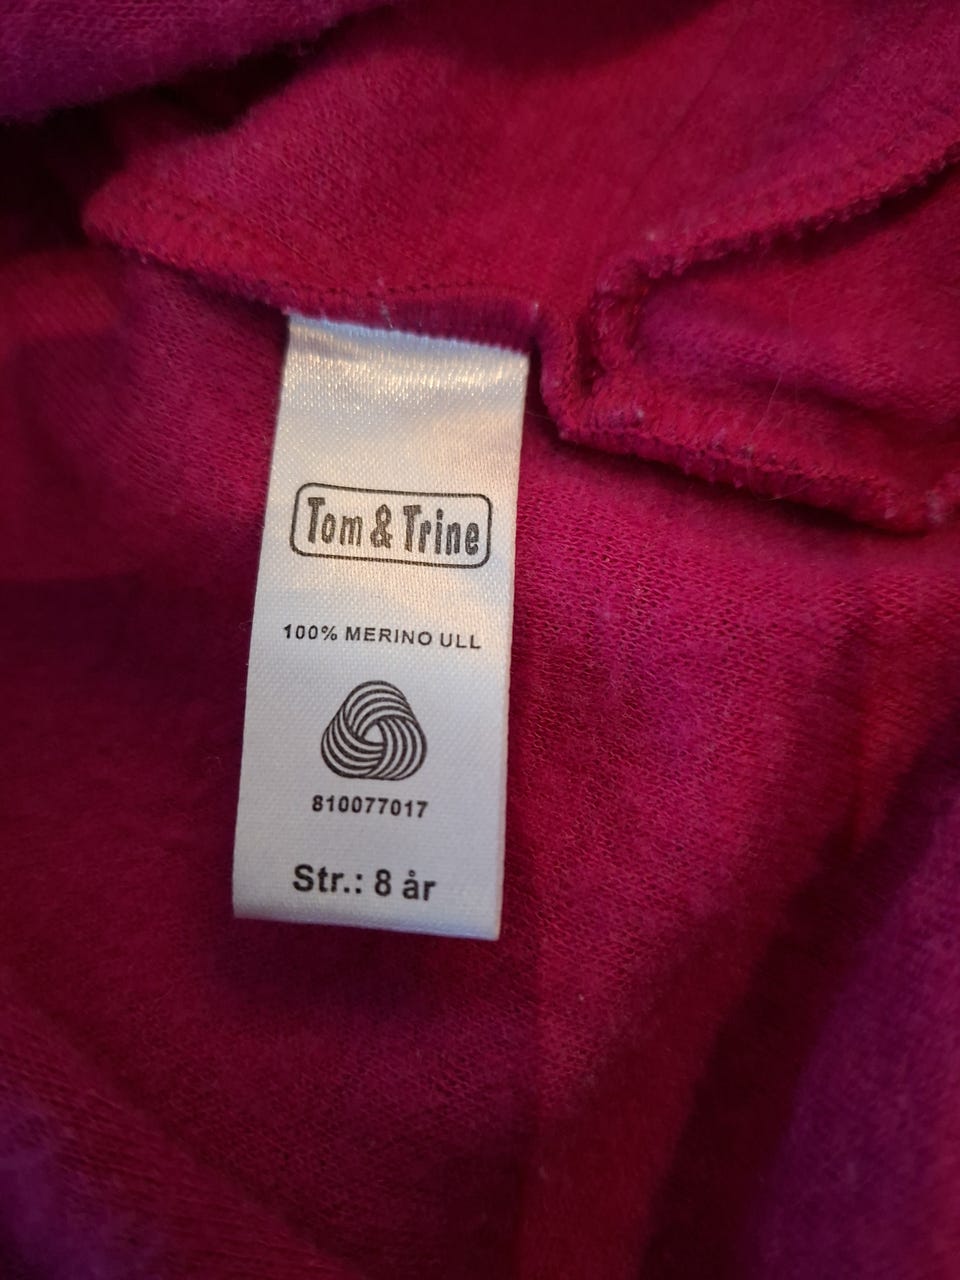 Tom & Trine
100% MERINO ULL
810077017
Str.: 8 år